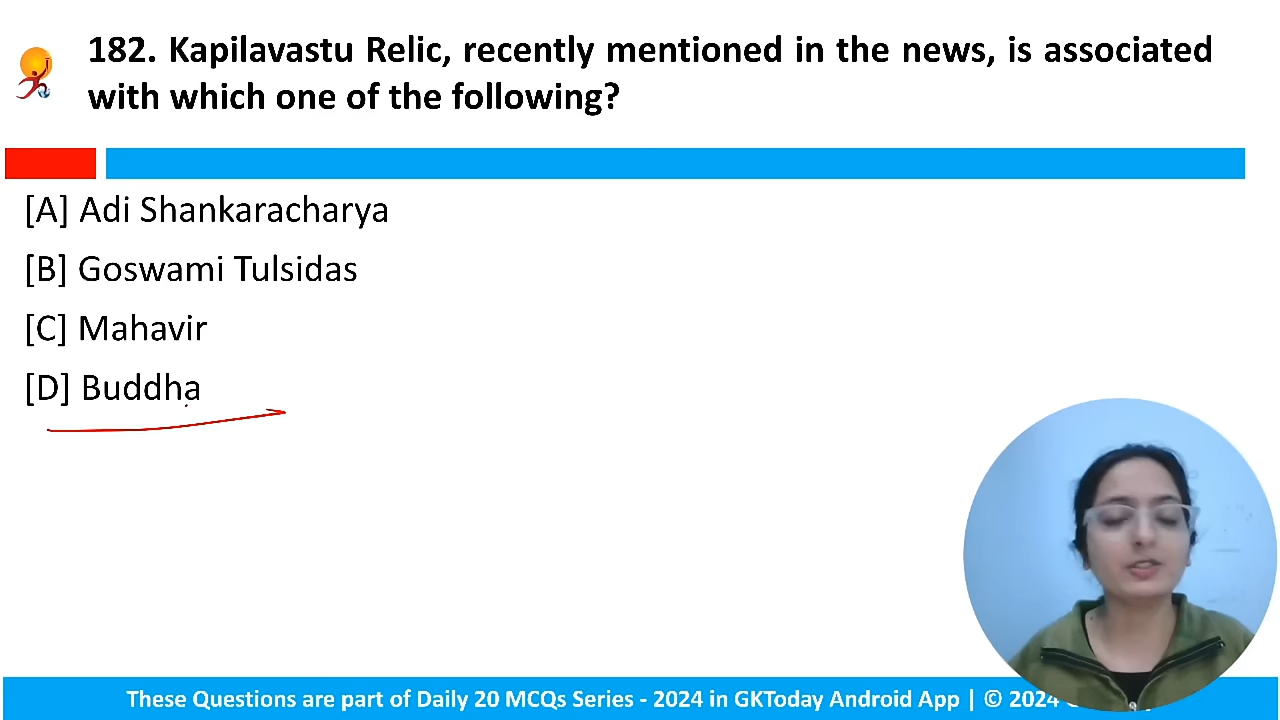 182. Kapilavastu Relic, recently mentioned in the news, is associated
with which one of the following?
[A] Adi Shankaracharya
[B] Goswami Tulsidas
[C] Mahavir
[D] Buddha
These Questions are part of Daily 20 MCQs Series - 2024 in GKToday Android App | © 2024